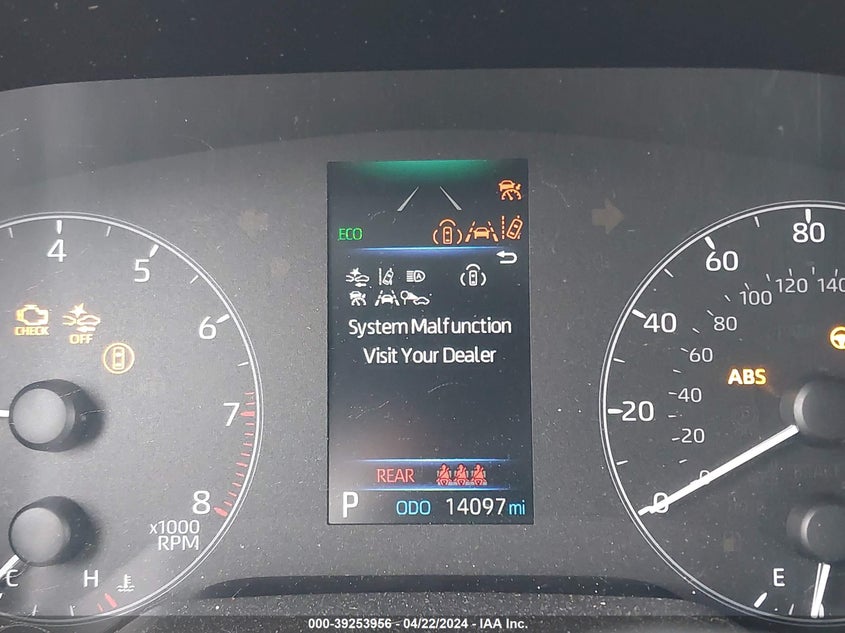 4
5
6
7
8
x1000
RPM
CHECK
OFF
C
H
ECO
System Malfunction
Visit Your Dealer
REAR
P
ODO 14097 mi
80
60
40
20
0
140
120
100
80
60
40
20
0
ABS
E
000-39253956 - 04/22/2024 - IAA Inc.